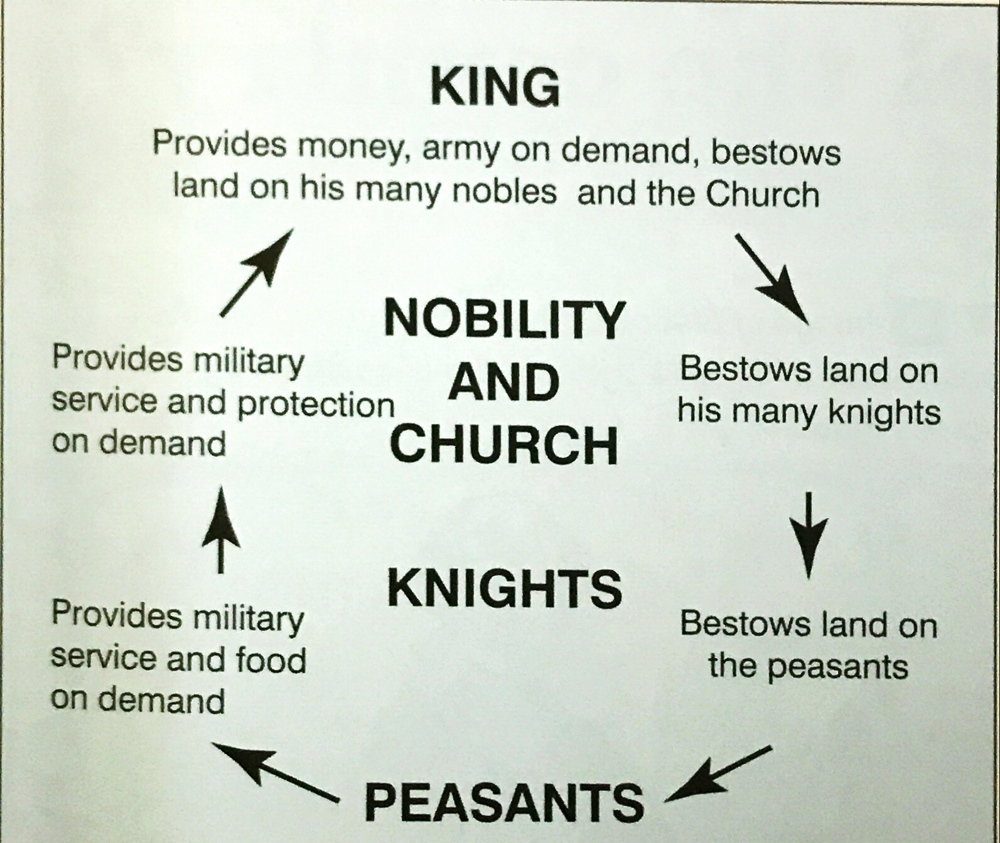 KING
Provides money, army on demand, bestows
land on his many nobles and the Church
NOBILITY
AND
CHURCH
Provides military
service and protection
on demand
Bestows land on
his many knights
KNIGHTS
Provides military
service and food
on demand
Bestows land on
the peasants
PEASANTS